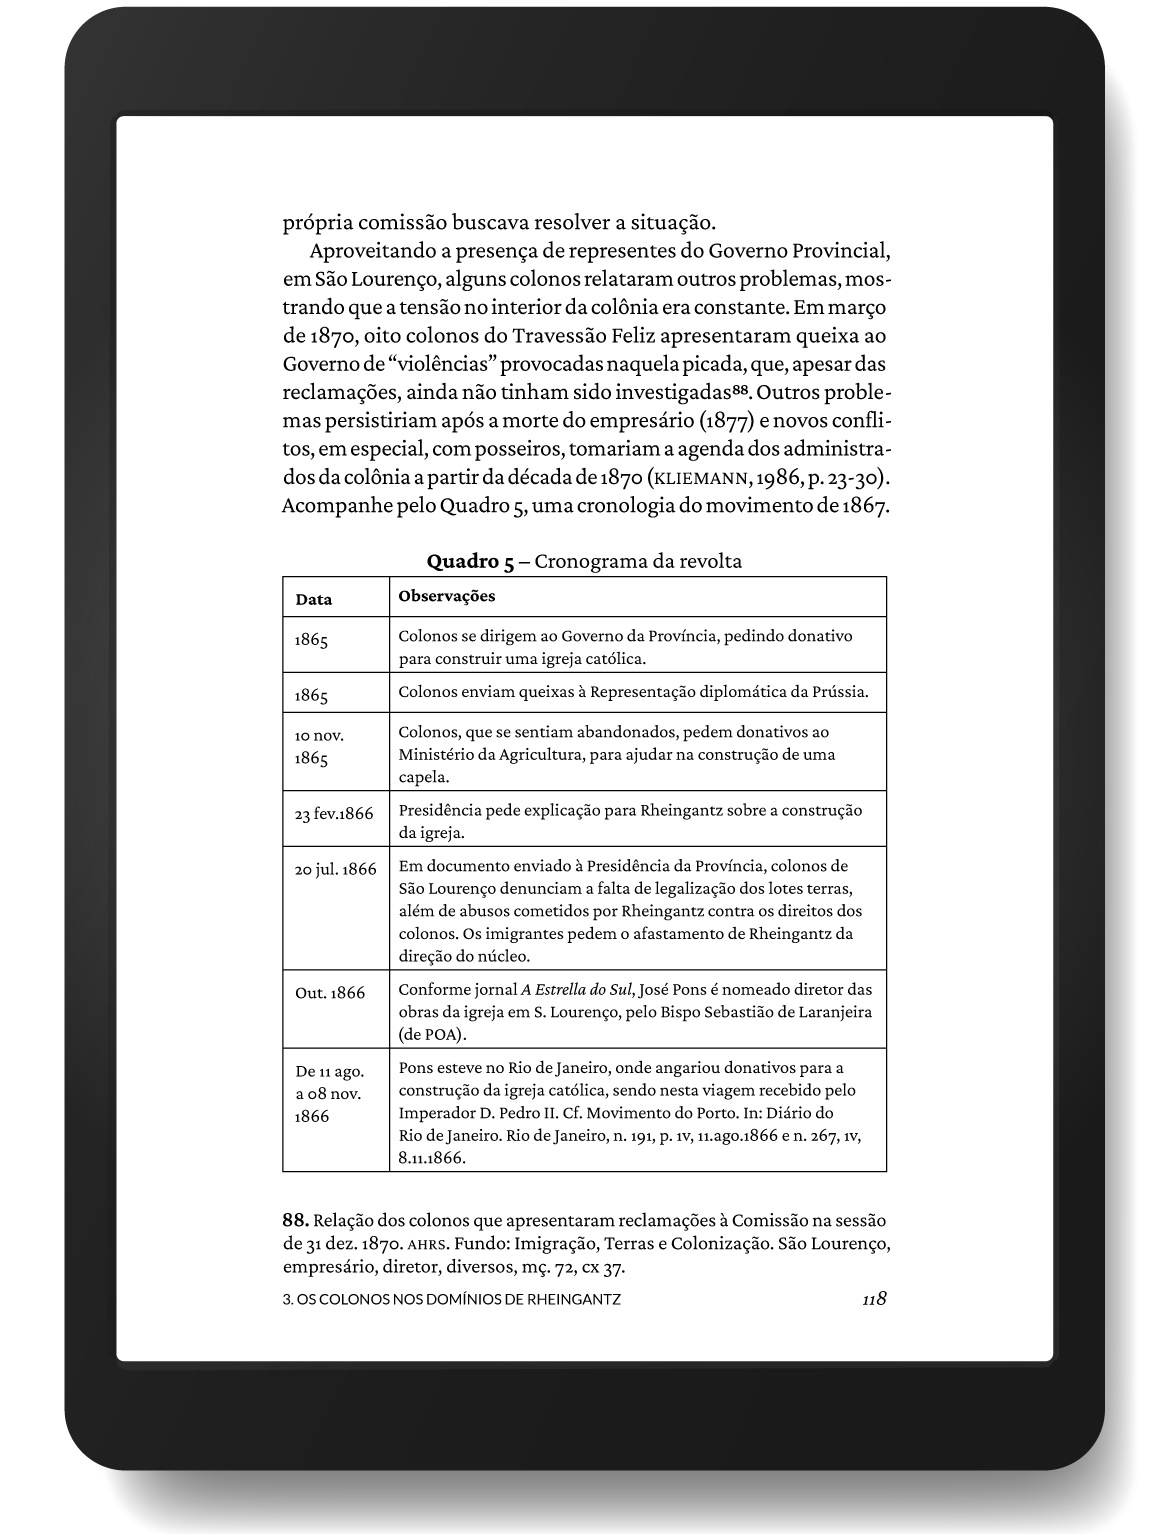 própria comissão buscava resolver a situação.
Aproveitando a presença de representes do Governo Provincial,
em São Lourenço, alguns colonos relataram outros problemas, mos-
trando que a tensão no interior da colônia era constante. Em março
de 1870, oito colonos do Travessão Feliz apresentaram queixa ao
Governo de “violências” provocadas naquela picada, que, apesar das
reclamações, ainda não tinham sido investigadas88. Outros proble-
mas persistiriam após a morte do empresário (1877) e novos confli-
tos, em especial, com posseiros, tomariam a agenda dos administra-
dos da colônia a partir da década de 1870 (KLIEMANN, 1986, p. 23-30).
Acompanhe pelo Quadro 5, uma cronologia do movimento de 1867.
Quadro 5 – Cronograma da revolta
Data Observações
1865 Colonos se dirigem ao Governo da Província, pedindo donativo
para construir uma igreja católica.
1865 Colonos enviam queixas à Representação diplomática da Prússia.
10 nov. Colonos, que se sentiam abandonados, pedem donativos ao
1865 Ministério da Agricultura, para ajudar na construção de uma
capela.
23 fev.1866 Presidência pede explicação para Rheingantz sobre a construção
da igreja.
20 jul. 1866 Em documento enviado à Presidência da Província, colonos de
São Lourenço denunciam a falta de legalização dos lotes terras,
além de abusos cometidos por Rheingantz contra os direitos dos
colonos. Os imigrantes pedem o afastamento de Rheingantz da
direção do núcleo.
Out. 1866 Conforme jornal A Estrella do Sul, José Pons é nomeado diretor das
obras da igreja em S. Lourenço, pelo Bispo Sebastião de Laranjeira
(de POA).
De 11 ago. Pons esteve no Rio de Janeiro, onde angariou donativos para a
a 08 nov. construção da igreja católica, sendo nesta viagem recebido pelo
1866 Imperador D. Pedro II. Cf. Movimento do Porto. In: Diário do
Rio de Janeiro. Rio de Janeiro, n. 191, p. 1v, 11.ago.1866 e n. 267, 1v,
8.11.1866.
88. Relação dos colonos que apresentaram reclamações à Comissão na sessão
de 31 dez. 1870. AHRS. Fundo: Imigração, Terras e Colonização. São Lourenço,
empresário, diretor, diversos, mç. 72, cx 37.
3. OS COLONOS NOS DOMÍNIOS DE RHEINGANTZ 118